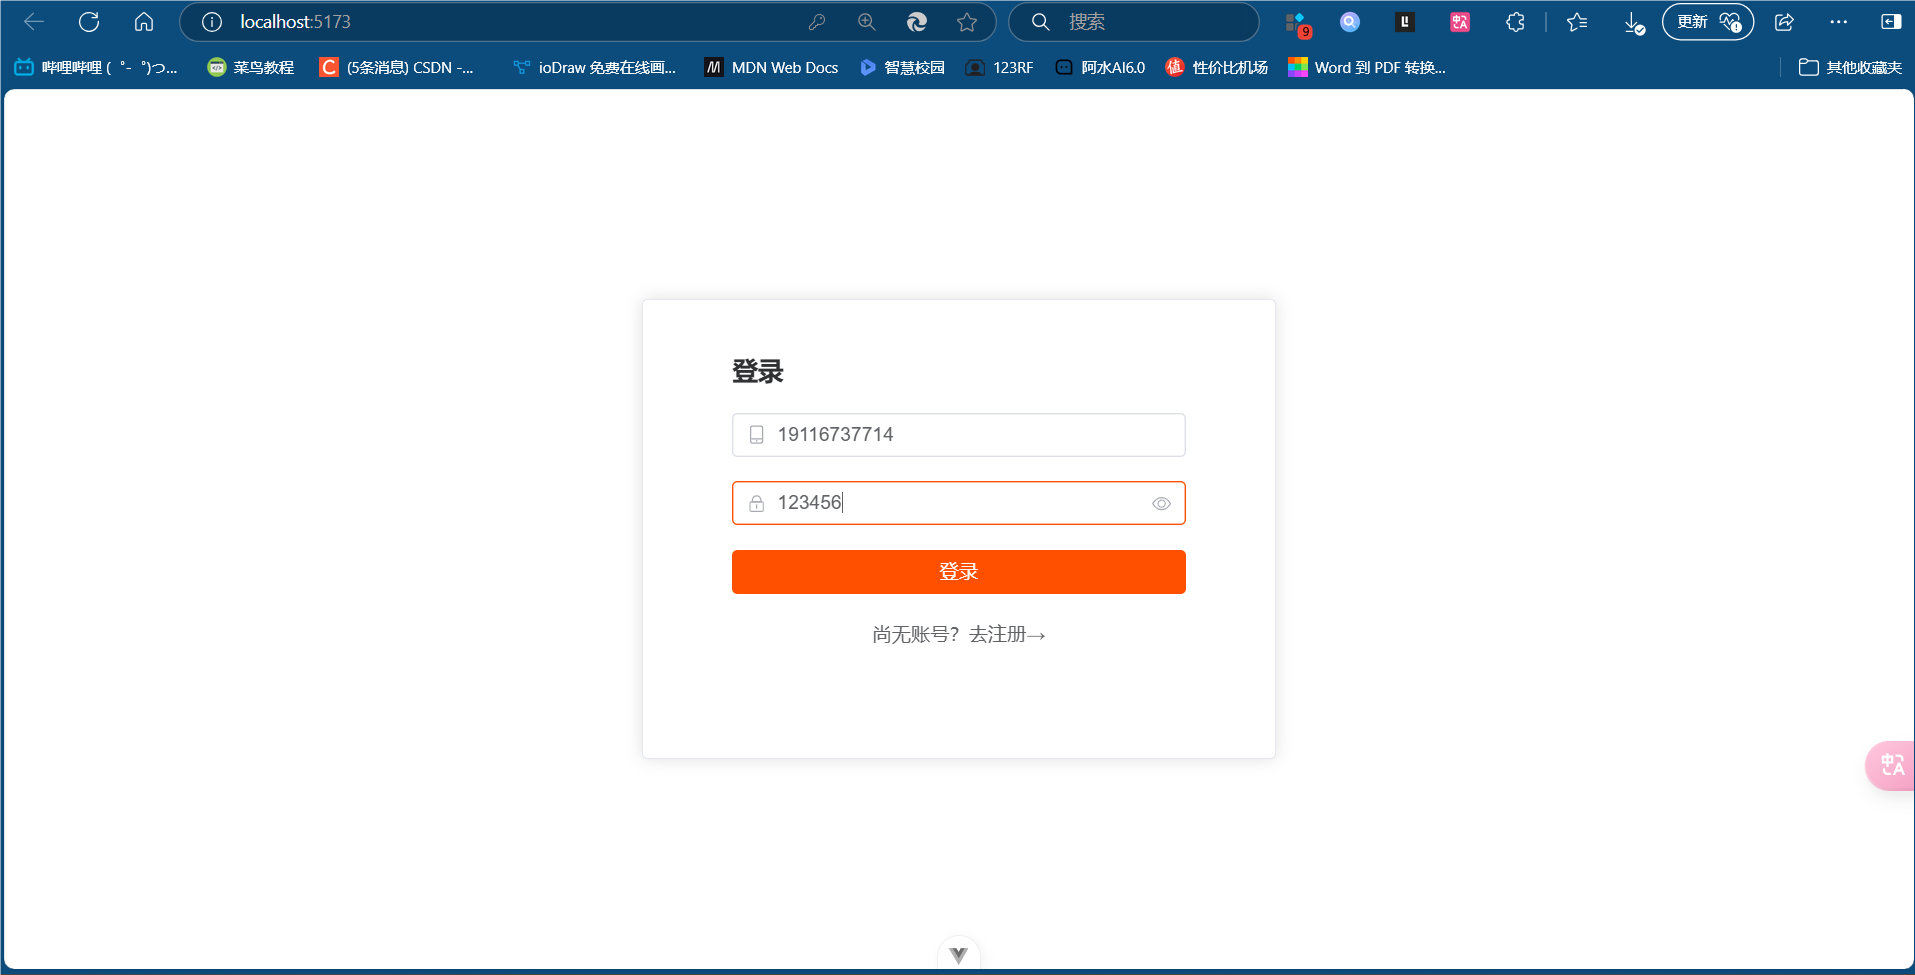 localhost:5173
搜索
9
更新
哔哩哔哩 ( ゜- ゜)つ...
菜鸟教程
(5条消息) CSDN -...
ioDraw 免费在线画...
MDN Web Docs
智慧校园
123RF
阿水AI6.0
值
性价比机场
Word 到 PDF 转换...
其他收藏夹
登录
19116737714
123456
登录
尚无账号？去注册→
中A